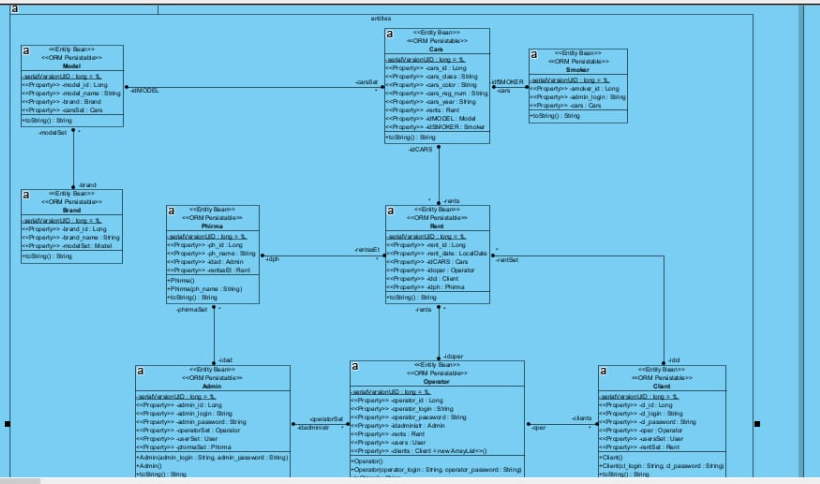 a
entities
a
<<Entity Bean>>
<<ORM Persistable>>
Model
-serialVersionUID : long = 1L
<<Property>> -model_id : Long
<<Property>> -model_name : String
<<Property>> -brand : Brand
<<Property>> -carsSet : Cars
+toString() : String
-idMODEL
-carsSet
*
a
<<Entity Bean>>
<<ORM Persistable>>
Cars
-serialVersionUID : long = 1L
<<Property>> -cars_id : Long
<<Property>> -cars_class : String
<<Property>> -cars_color : String
<<Property>> -cars_reg_num : String
<<Property>> -cars_year : String
<<Property>> -rents : Rent
<<Property>> -idMODEL : Model
<<Property>> -idSMOKER : Smoker
+toString() : String
-idSMOKER
-cars
a
<<Entity Bean>>
<<ORM Persistable>>
Smoker
-serialVersionUID : long = 1L
<<Property>> -smoker_id : Long
<<Property>> -admin_login : String
<<Property>> -cars : Cars
+toString() : String
-modelSet
*
-brand
-idCARS
*
-rents
a
<<Entity Bean>>
<<ORM Persistable>>
Brand
-serialVersionUID : long = 1L
<<Property>> -brand_id : Long
<<Property>> -brand_name : String
<<Property>> -modelSet : Model
+toString() : String
a
<<Entity Bean>>
<<ORM Persistable>>
Phirma
-serialVersionUID : long = 1L
<<Property>> -ph_id : Long
<<Property>> -ph_name : String
<<Property>> -idad : Admin
<<Property>> -rentseEt : Rent
+Phirma()
+Phirma(ph_name : String)
+toString() : String
-idph
-rentseEt
*
a
<<Entity Bean>>
<<ORM Persistable>>
Rent
-serialVersionUID : long = 1L
<<Property>> -rent_id : Long
<<Property>> -rent_date : LocalDate
<<Property>> -idCARS : Cars
<<Property>> -idoper : Operator
<<Property>> -idcl : Client
<<Property>> -idph : Phirma
+toString() : String
*
-rentSet
-phirmaSet
*
-idad
-rents
*
-idoper
-idcl
a
<<Entity Bean>>
<<ORM Persistable>>
Admin
-serialVersionUID : long = 1L
<<Property>> -admin_id : Long
<<Property>> -admin_login : String
<<Property>> -admin_password : String
<<Property>> -operatorSet : Operator
<<Property>> -userSet : User
<<Property>> -phirmaSet : Phirma
+Admin(admin_login : String, admin_password : String)
+Admin()
+toString() : String
-operatorSet
-idadministr
*
a
<<Entity Bean>>
<<ORM Persistable>>
Operator
-serialVersionUID : long = 1L
<<Property>> -operator_id : Long
<<Property>> -operator_login : String
<<Property>> -operator_password : String
<<Property>> -idadministr : Admin
<<Property>> -rents : Rent
<<Property>> -users : User
<<Property>> -clients : Client = new ArrayList<>()
+Operator()
+Operator(operator_login : String, operator_password : String)
-clients
-oper
*
a
<<Entity Bean>>
<<ORM Persistable>>
Client
-serialVersionUID : long = 1L
<<Property>> -cl_id : Long
<<Property>> -cl_login : String
<<Property>> -cl_password : String
<<Property>> -oper : Operator
<<Property>> -usersSet : User
<<Property>> -rentSet : Rent
+Client()
+Client(cl_login : String, cl_password : String)
+toString() : String